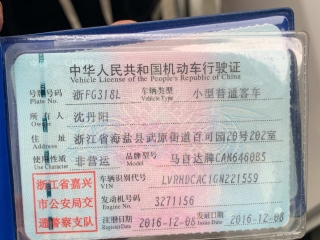 中华人民共和国机动车行驶证
Vehicle License of the People's Republic of China
号牌号码 浙FG318L 车辆类型 小型普通客车
Plate No. Vehicle Type
所有人 沈丹阳
Owner
住址 浙江省海盐县武原街道百可园20号202室
Address
使用性质 非营运 品牌型号 马自达牌CAM6460B5
Use Character Model
浙江省嘉兴
市公安局交
通警察支队
车辆识别代号 LVRHDCAC1GN221559
VIN
发动机号码 3271156
Engine No.
注册日期 2016-12-08 发证日期 2016-12-08
Register Date Issue Date